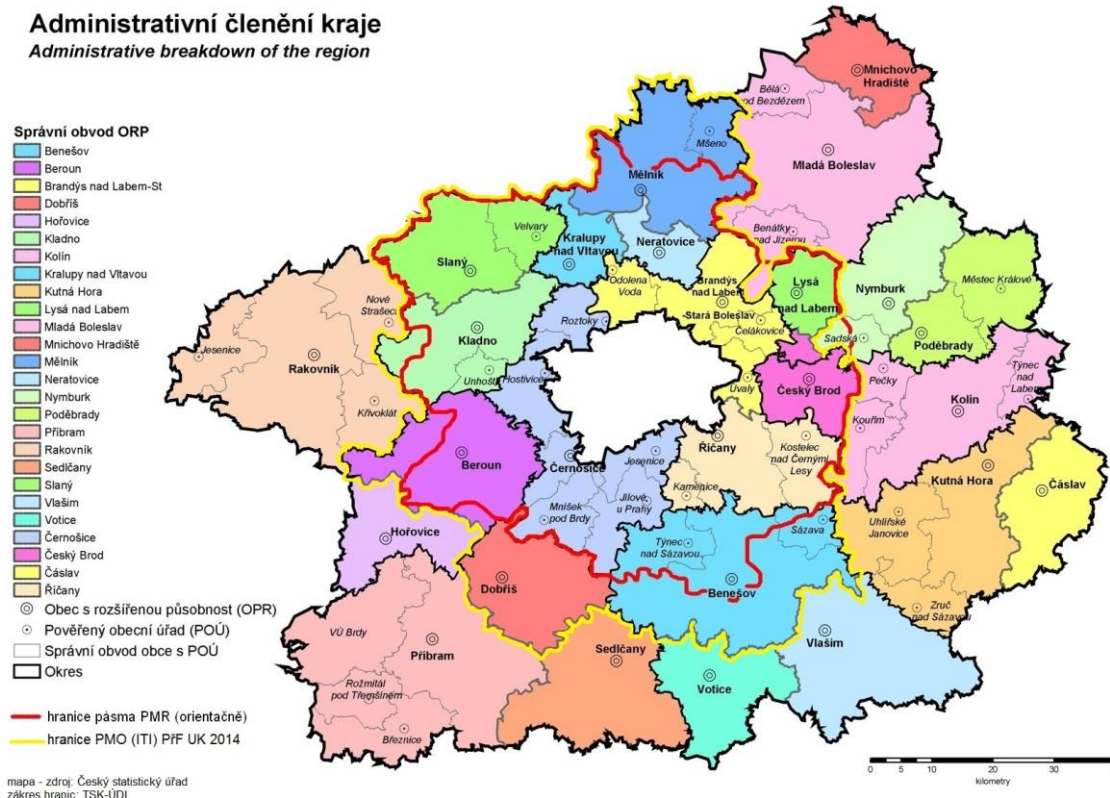 Administrativní členění kraje
Administrative breakdown of the region
Správní obvod ORP
Benešov
Beroun
Brandýs nad Labem-St
Dobříš
Hořovice
Kladno
Kolín
Kralupy nad Vltavou
Kutná Hora
Lysá nad Labem
Mladá Boleslav
Mnichovo Hradiště
Mělník
Neratovice
Nymburk
Poděbrady
Příbram
Rakovník
Sedlčany
Slaný
Vlašim
Votice
Černošice
Český Brod
Čáslav
Říčany
Obec s rozšířenou působnost (OPR)
Pověřený obecní úřad (POÚ)
Správní obvod obce s POÚ
Okres
hranice pásma PMR (orientačně)
hranice PMO (ITI) PřF UK 2014
mapa - zdroj: Český statistický úřad
zákres hranic: TSK-ÚDI
Mnichovo
Hradiště
Bělá
pod Bezdězem
Mladá Boleslav
Mšeno
Mělník
Benátky
nad Jizerou
Velvary
Slaný
Kralupy
nad Vltavou
Neratovice
Odolena
Voda
Brandýs
nad Labem
-Stará Boleslav
Čelákovice
Lysá
nad Labem
Nymburk
Městec Králové
Sadská
Poděbrady
Nové
Strašecí
Jesenice
Rakovník
Křivoklát
Kladno
Unhošť
Roztoky
Hostivice
Úvaly
Český Brod
Pečky
Týnec
nad
Labem
Kolín
Kouřim
Beroun
Černošice
Jesenice
Říčany
Kostelec
nad Černými
Lesy
Kamenice
Mníšek
pod Brdy
Jílové
u Prahy
Kutná Hora
Čáslav
Uhlířské
Janovice
Zruč
nad Sázavou
Hořovice
Týnec
nad Sázavou
Sázava
Benešov
Dobříš
Vlašim
VÚ Brdy
Příbram
Rožmitál
pod Třemšínem
Březnice
Sedlčany
Votice
0 5 10 20 30
kilometry